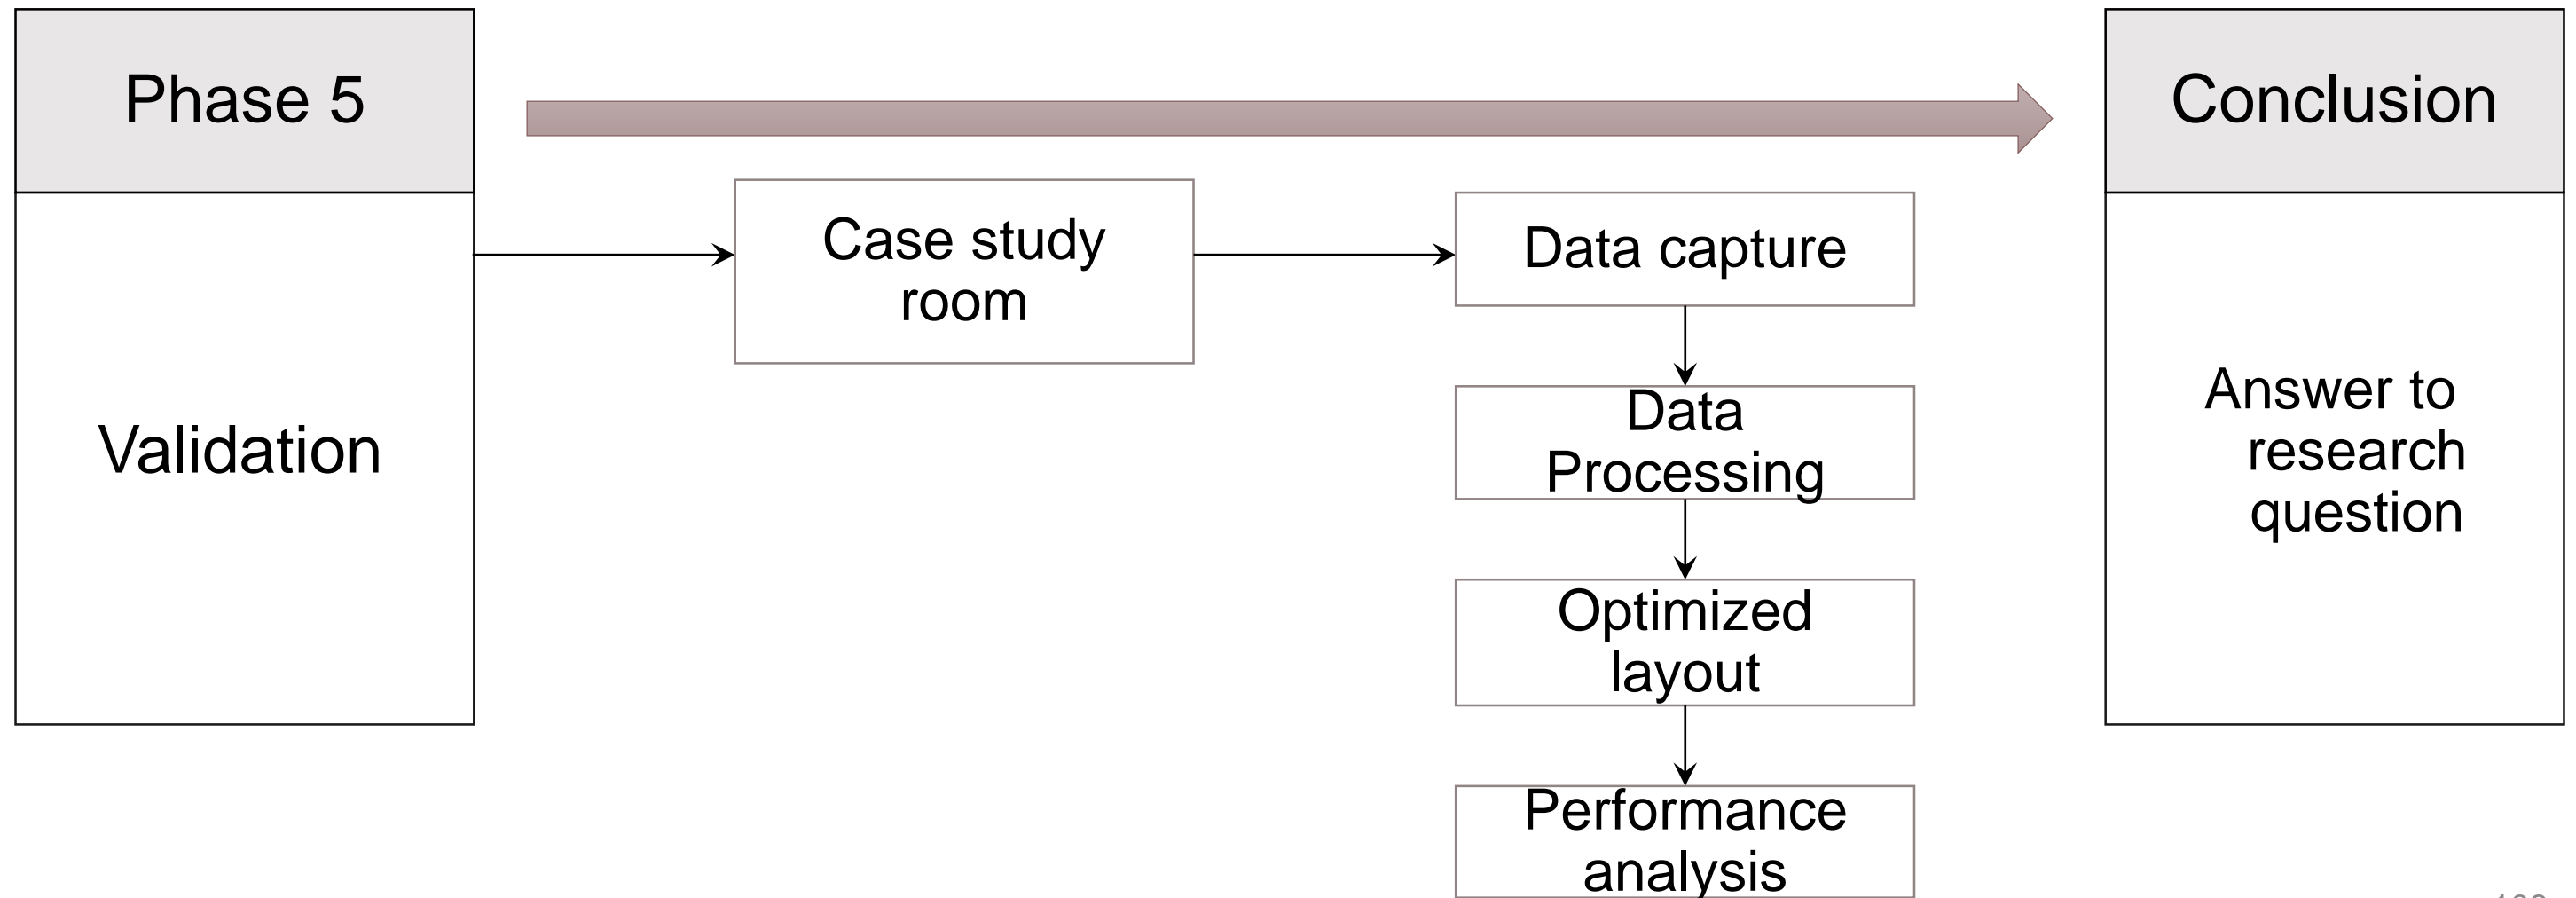 Phase 5
Validation
Case study
room
Data capture
Data
Processing
Optimized
layout
Performance
analysis
Conclusion
Answer to
research
question